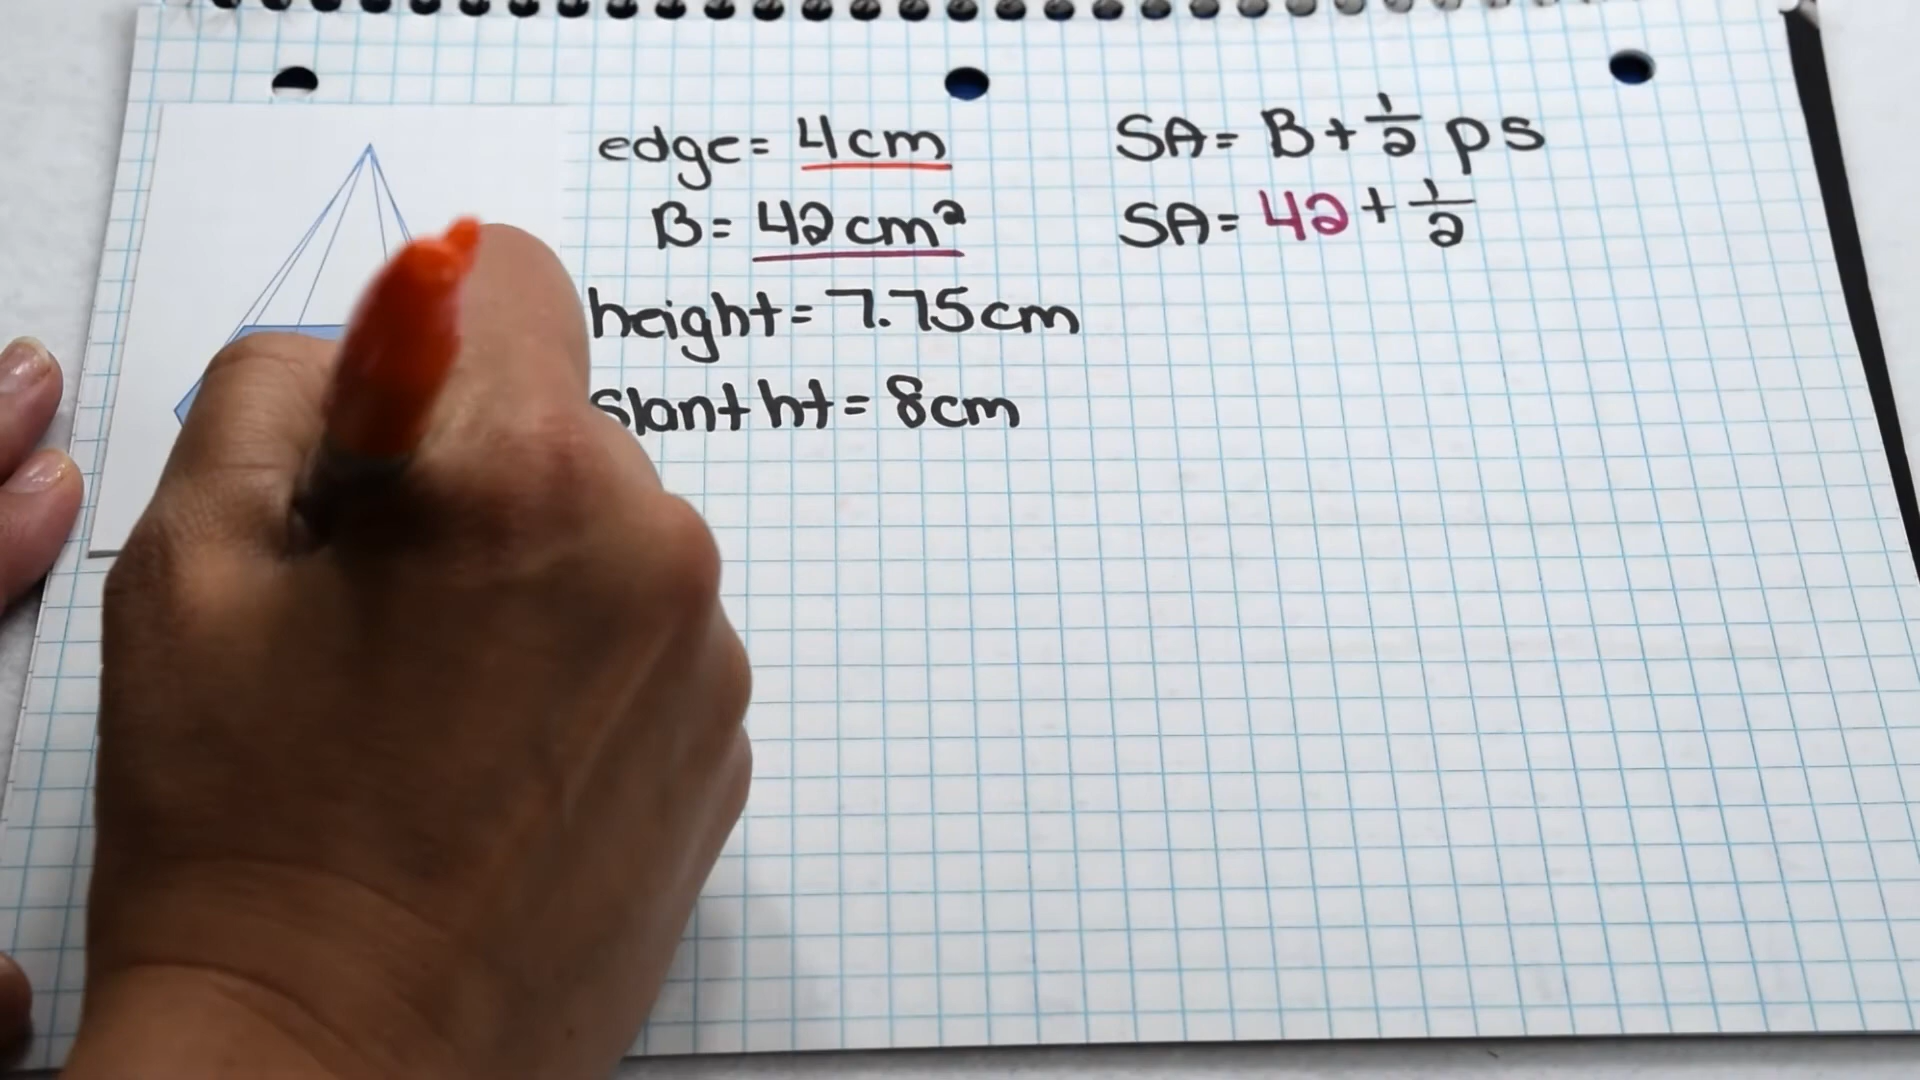 edge = 4cm
B = 42cm²
height = 7.75cm
slant ht = 8cm
SA = B + 1/2 ps
SA = 42 + 1/2